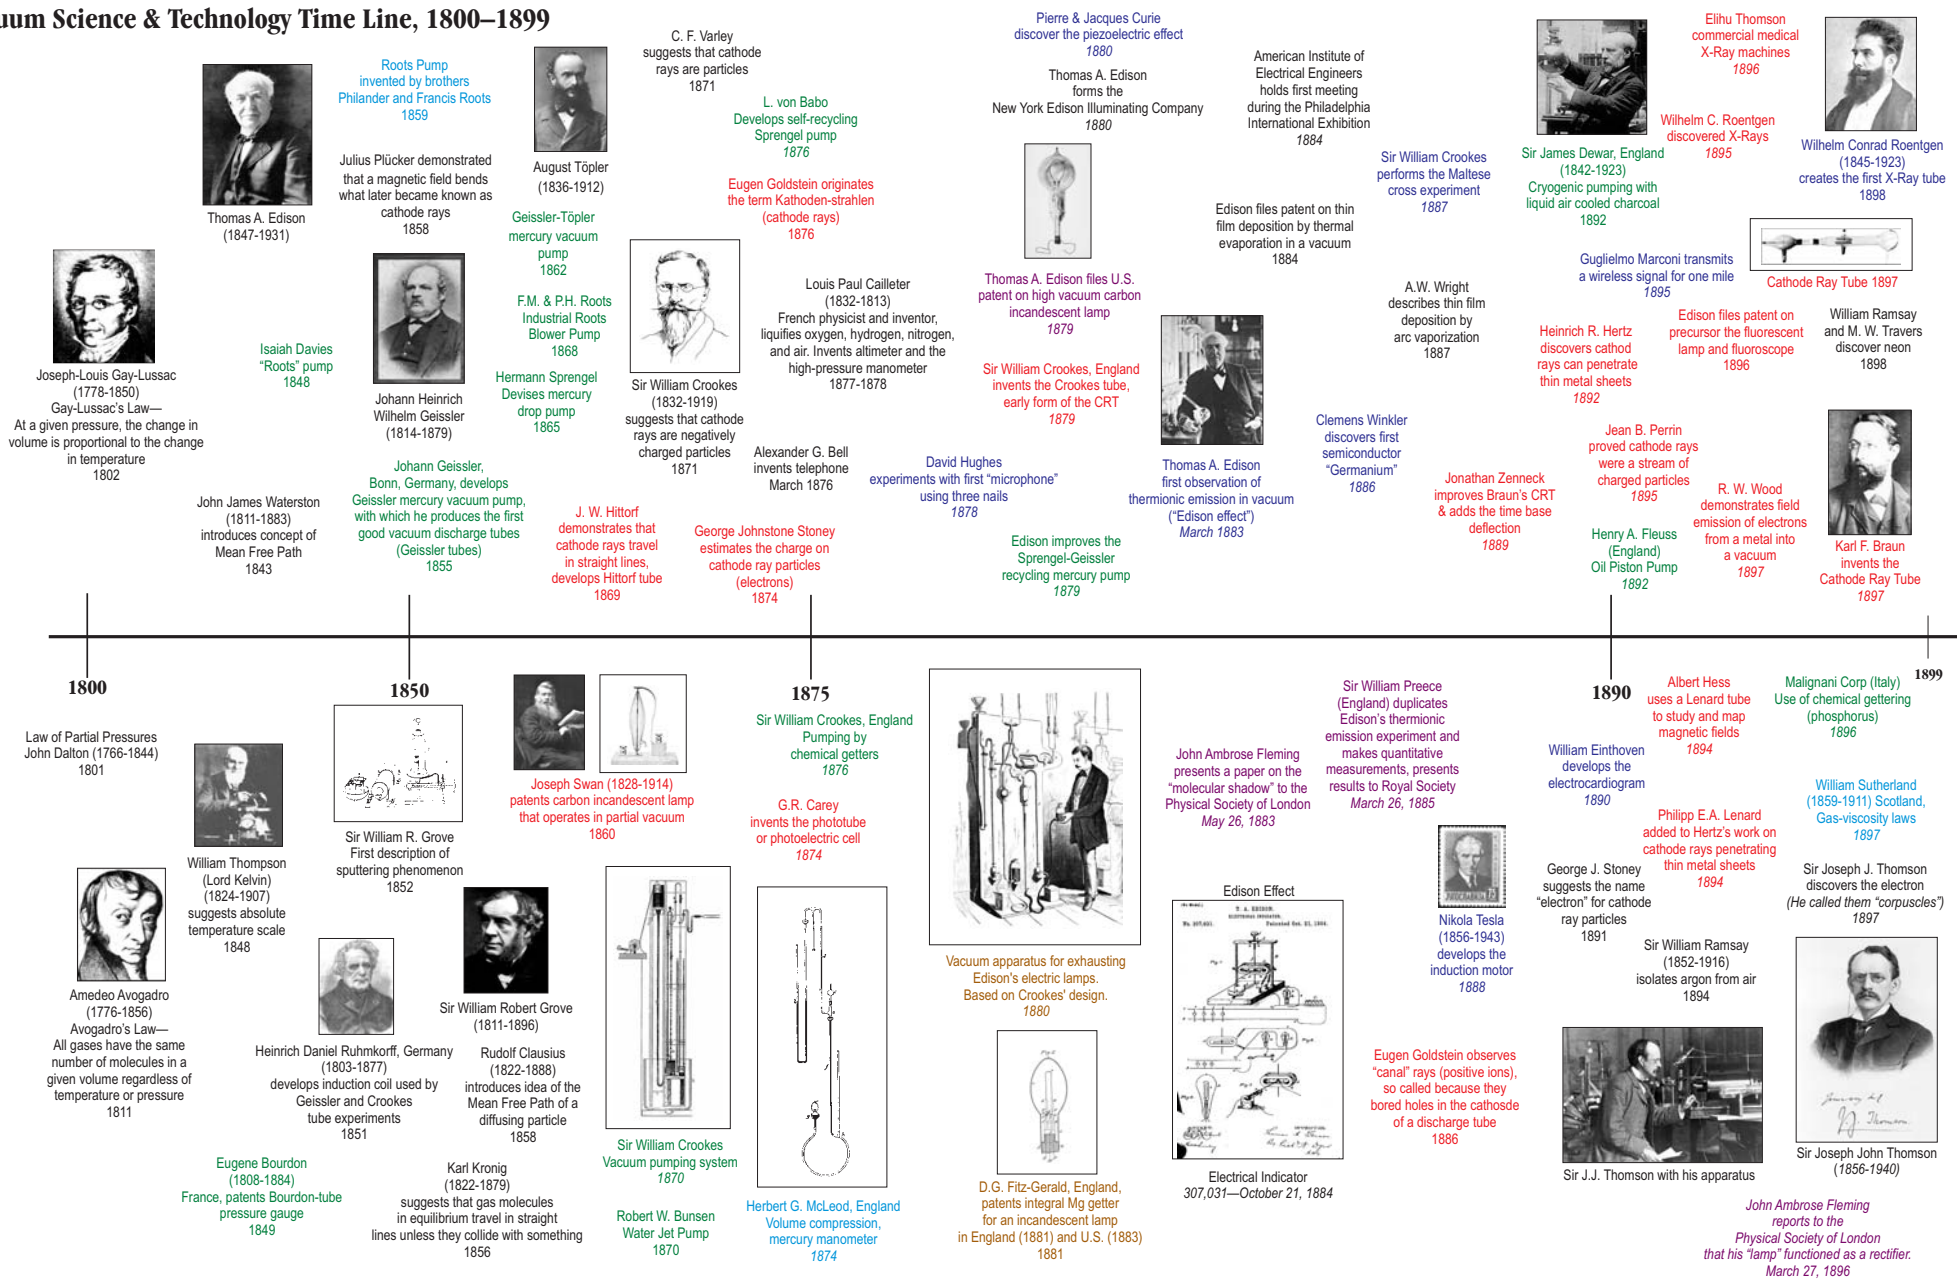 uum Science & Technology Time Line, 1800–1899
Joseph-Louis Gay-Lussac
(1778-1850)
Gay-Lussac's Law—
At a given pressure, the change in
volume is proportional to the change
in temperature
1802
Thomas A. Edison
(1847-1931)
Isaiah Davies
“Roots” pump
1848
John James Waterston
(1811-1883)
introduces concept of
Mean Free Path
1843
Roots Pump
invented by brothers
Philander and Francis Roots
1859
Julius Plücker demonstrated
that a magnetic field bends
what later became known as
cathode rays
1858
Johann Heinrich
Wilhelm Geissler
(1814-1879)
Johann Geissler,
Bonn, Germany, develops
Geissler mercury vacuum pump,
with which he produces the first
good vacuum discharge tubes
(Geissler tubes)
1855
August Töpler
(1836-1912)
Geissler-Töpler
mercury vacuum
pump
1862
F.M. & P.H. Roots
Industrial Roots
Blower Pump
1868
Hermann Sprengel
Devises mercury
drop pump
1865
J. W. Hittorf
demonstrates that
cathode rays travel
in straight lines,
develops Hittorf tube
1869
C. F. Varley
suggests that cathode
rays are particles
1871
L. von Babo
Develops self-recycling
Sprengel pump
1876
Eugen Goldstein originates
the term Kathoden-strahlen
(cathode rays)
1876
Sir William Crookes
(1832-1919)
suggests that cathode
rays are negatively
charged particles
1871
Louis Paul Cailleter
(1832-1813)
French physicist and inventor,
liquifies oxygen, hydrogen, nitrogen,
and air. Invents altimeter and the
high-pressure manometer
1877-1878
Alexander G. Bell
invents telephone
March 1876
George Johnstone Stoney
estimates the charge on
cathode ray particles
(electrons)
1874
Pierre & Jacques Curie
discover the piezoelectric effect
1880
Thomas A. Edison
forms the
New York Edison Illuminating Company
1880
Thomas A. Edison files U.S.
patent on high vacuum carbon
incandescent lamp
1879
Sir William Crookes, England
invents the Crookes tube,
early form of the CRT
1879
David Hughes
experiments with first “microphone”
using three nails
1878
Edison improves the
Sprengel-Geissler
recycling mercury pump
1879
American Institute of
Electrical Engineers
holds first meeting
during the Philadelphia
International Exhibition
1884
Edison files patent on thin
film deposition by thermal
evaporation in a vacuum
1884
Thomas A. Edison
first observation of
thermionic emission in vacuum
(“Edison effect”)
March 1883
Sir William Crookes
performs the Maltese
cross experiment
1887
A.W. Wright
describes thin film
deposition by
arc vaporization
1887
Clemens Winkler
discovers first
semiconductor
“Germanium”
1886
Jonathan Zenneck
improves Braun's CRT
& adds the time base
deflection
1889
Sir James Dewar, England
(1842-1923)
Cryogenic pumping with
liquid air cooled charcoal
1892
Elihu Thomson
commercial medical
X-Ray machines
1896
Wilhelm C. Roentgen
discovered X-Rays
1895
Wilhelm Conrad Roentgen
(1845-1923)
creates the first X-Ray tube
1898
Guglielmo Marconi transmits
a wireless signal for one mile
1895
Cathode Ray Tube 1897
Heinrich R. Hertz
discovers cathod
rays can penetrate
thin metal sheets
1892
Edison files patent on
precursor the fluorescent
lamp and fluoroscope
1896
William Ramsay
and M. W. Travers
discover neon
1898
Jean B. Perrin
proved cathode rays
were a stream of
charged particles
1895
R. W. Wood
demonstrates field
emission of electrons
from a metal into
a vacuum
1897
Henry A. Fleuss
(England)
Oil Piston Pump
1892
Karl F. Braun
invents the
Cathode Ray Tube
1897
1800
1850
1875
1890
1899
Law of Partial Pressures
John Dalton (1766-1844)
1801
Amedeo Avogadro
(1776-1856)
Avogadro's Law—
All gases have the same
number of molecules in a
given volume regardless of
temperature or pressure
1811
William Thompson
(Lord Kelvin)
(1824-1907)
suggests absolute
temperature scale
1848
Eugene Bourdon
(1808-1884)
France, patents Bourdon-tube
pressure gauge
1849
Sir William R. Grove
First description of
sputtering phenomenon
1852
Heinrich Daniel Ruhmkorff, Germany
(1803-1877)
develops induction coil used by
Geissler and Crookes
tube experiments
1851
Sir William Robert Grove
(1811-1896)
Rudolf Clausius
(1822-1888)
introduces idea of the
Mean Free Path of a
diffusing particle
1858
Karl Kronig
(1822-1879)
suggests that gas molecules
in equilibrium travel in straight
lines unless they collide with something
1856
Joseph Swan (1828-1914)
patents carbon incandescent lamp
that operates in partial vacuum
1860
Sir William Crookes
Vacuum pumping system
1870
Robert W. Bunsen
Water Jet Pump
1870
Sir William Crookes, England
Pumping by
chemical getters
1876
G.R. Carey
invents the phototube
or photoelectric cell
1874
Herbert G. McLeod, England
Volume compression,
mercury manometer
1874
Vacuum apparatus for exhausting
Edison's electric lamps.
Based on Crookes' design.
1880
D.G. Fitz-Gerald, England,
patents integral Mg getter
for an incandescent lamp
in England (1881) and U.S. (1883)
1881
John Ambrose Fleming
presents a paper on the
“molecular shadow” to the
Physical Society of London
May 26, 1883
Sir William Preece
(England) duplicates
Edison's thermionic
emission experiment and
makes quantitative
measurements, presents
results to Royal Society
March 26, 1885
Edison Effect
T. A. EDISON.
ELECTRICAL INDICATOR.
No. 307,031.
Patented Oct. 21, 1884.
Electrical Indicator
307,031—October 21, 1884
Nikola Tesla
(1856-1943)
develops the
induction motor
1888
Eugen Goldstein observes
“canal” rays (positive ions),
so called because they
bored holes in the cathosde
of a discharge tube
1886
William Einthoven
develops the
electrocardiogram
1890
George J. Stoney
suggests the name
“electron” for cathode
ray particles
1891
Albert Hess
uses a Lenard tube
to study and map
magnetic fields
1894
Philipp E.A. Lenard
added to Hertz's work on
cathode rays penetrating
thin metal sheets
1894
Sir William Ramsay
(1852-1916)
isolates argon from air
1894
Malignani Corp (Italy)
Use of chemical gettering
(phosphorus)
1896
William Sutherland
(1859-1911) Scotland,
Gas-viscosity laws
1897
Sir Joseph J. Thomson
discovers the electron
(He called them “corpuscles”)
1897
J.J. Thomson
Sir J.J. Thomson with his apparatus
Sir Joseph John Thomson
(1856-1940)
John Ambrose Fleming
reports to the
Physical Society of London
that his “lamp” functioned as a rectifier.
March 27, 1896